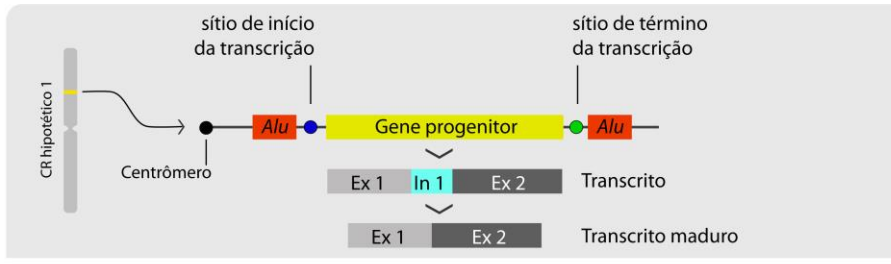 sítio de início
da transcrição
sítio de término
da transcrição
CR hipotético 1
Alu
Gene progenitor
Alu
Centrômero
Ex 1
In 1
Ex 2
Transcrito
Ex 1
Ex 2
Transcrito maduro